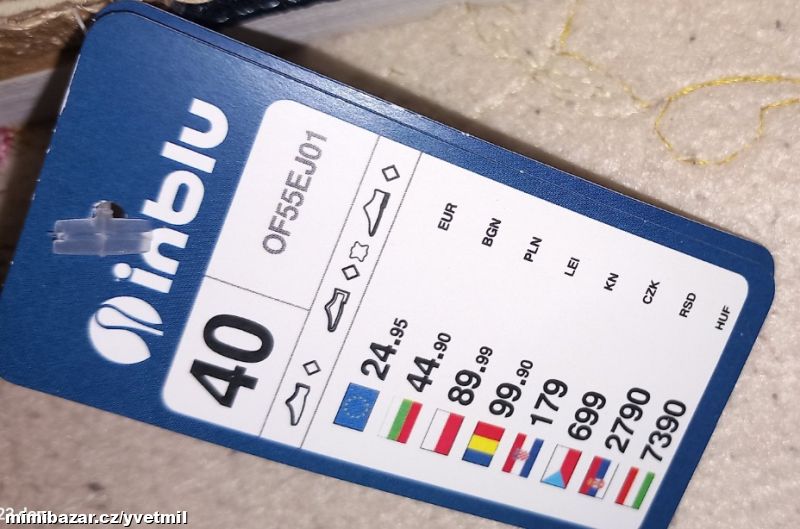 inblu
OF55EJ01
40
24.95 EUR
44.90 BGN
89.99 PLN
99.90 LEI
179 KN
699 CZK
2790 RSD
7390 HUF
mimibazar.cz/yvetmil